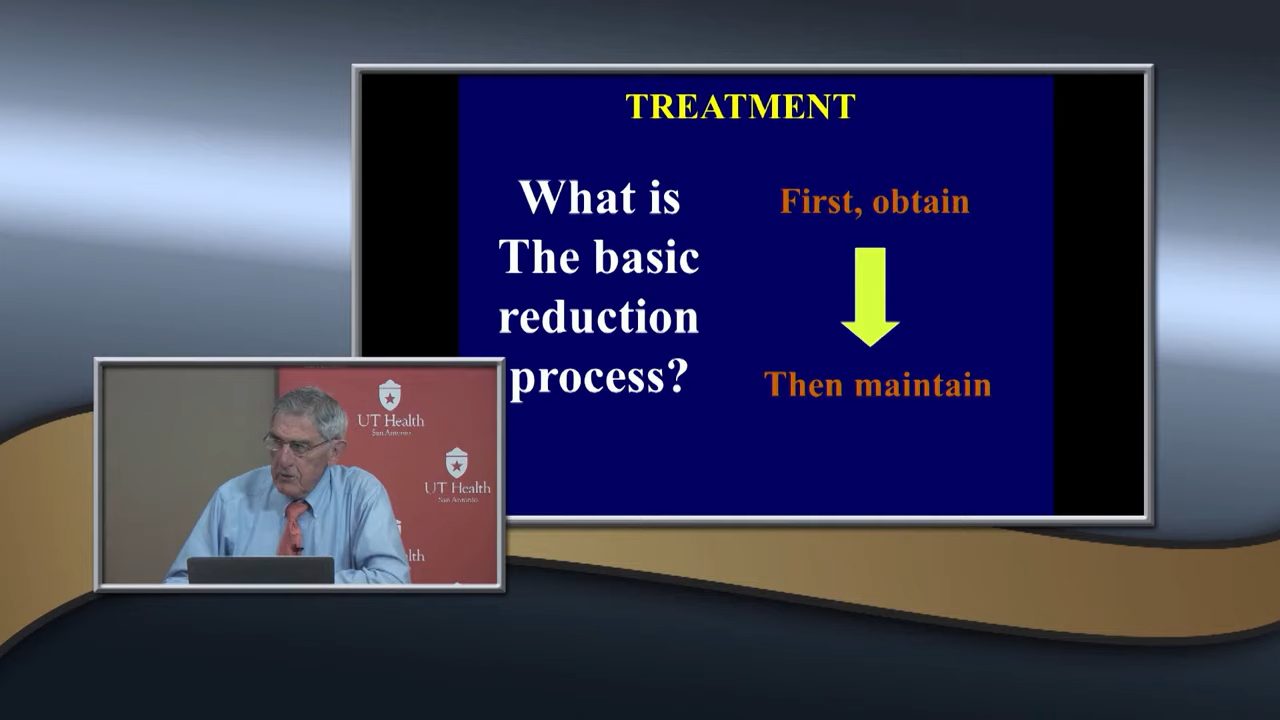 TREATMENT
What is
The basic
reduction
process?
First, obtain
Then maintain
UT Health
San Antonio
UT Health
San Antonio
lth